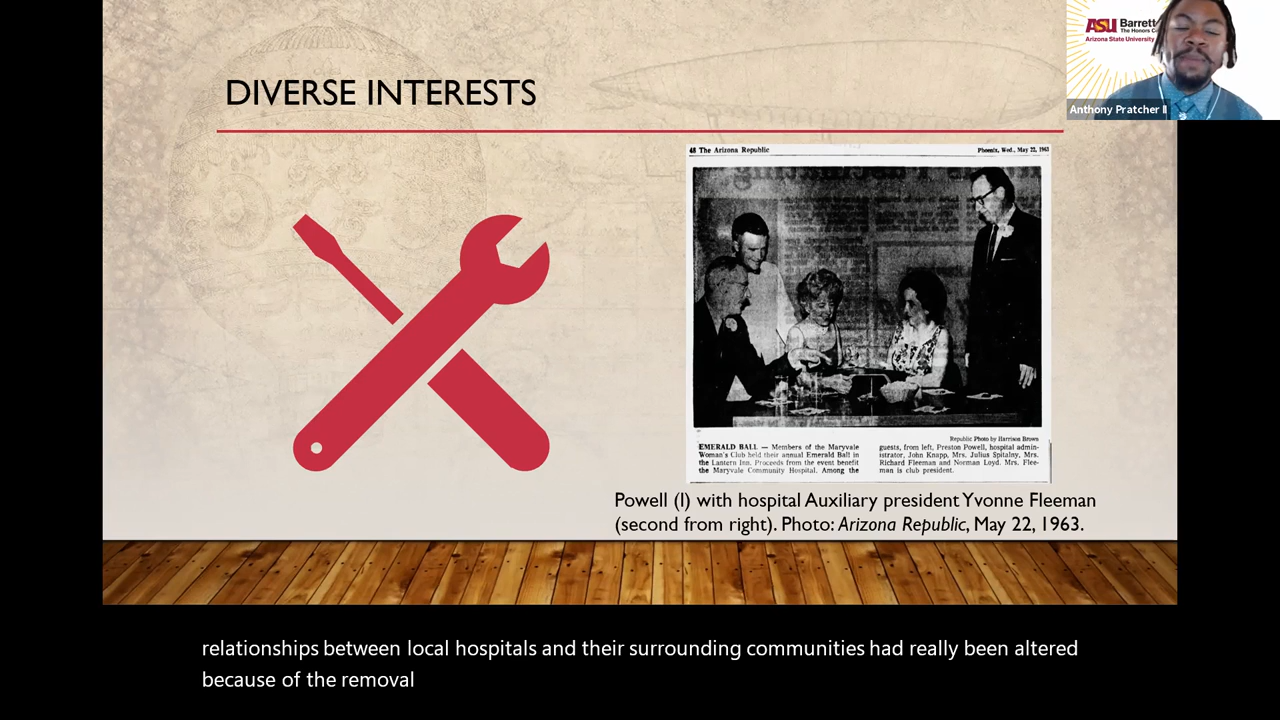 DIVERSE INTERESTS
ASU Barrett
The Honors
Arizona State University
Anthony Pratcher II
48 The Arizona Republic
Phoenix, Wed., May 22, 1963
Republic Photo by Harrison Brown
EMERALD BALL — Members of the Maryvale
Woman's Club held their annual Emerald Ball in
the Lantern Inn. Proceeds from the event benefit
the Maryvale Community Hospital. Among the
guests, from left, Preston Powell, hospital admin-
istrator, John Knapp, Mrs. Julius Spitalny, Mrs.
Richard Fleeman and Norman Loyd. Mrs. Flee-
man is club president.
Powell (l) with hospital Auxiliary president Yvonne Fleeman
(second from right). Photo: Arizona Republic, May 22, 1963.
relationships between local hospitals and their surrounding communities had really been altered
because of the removal